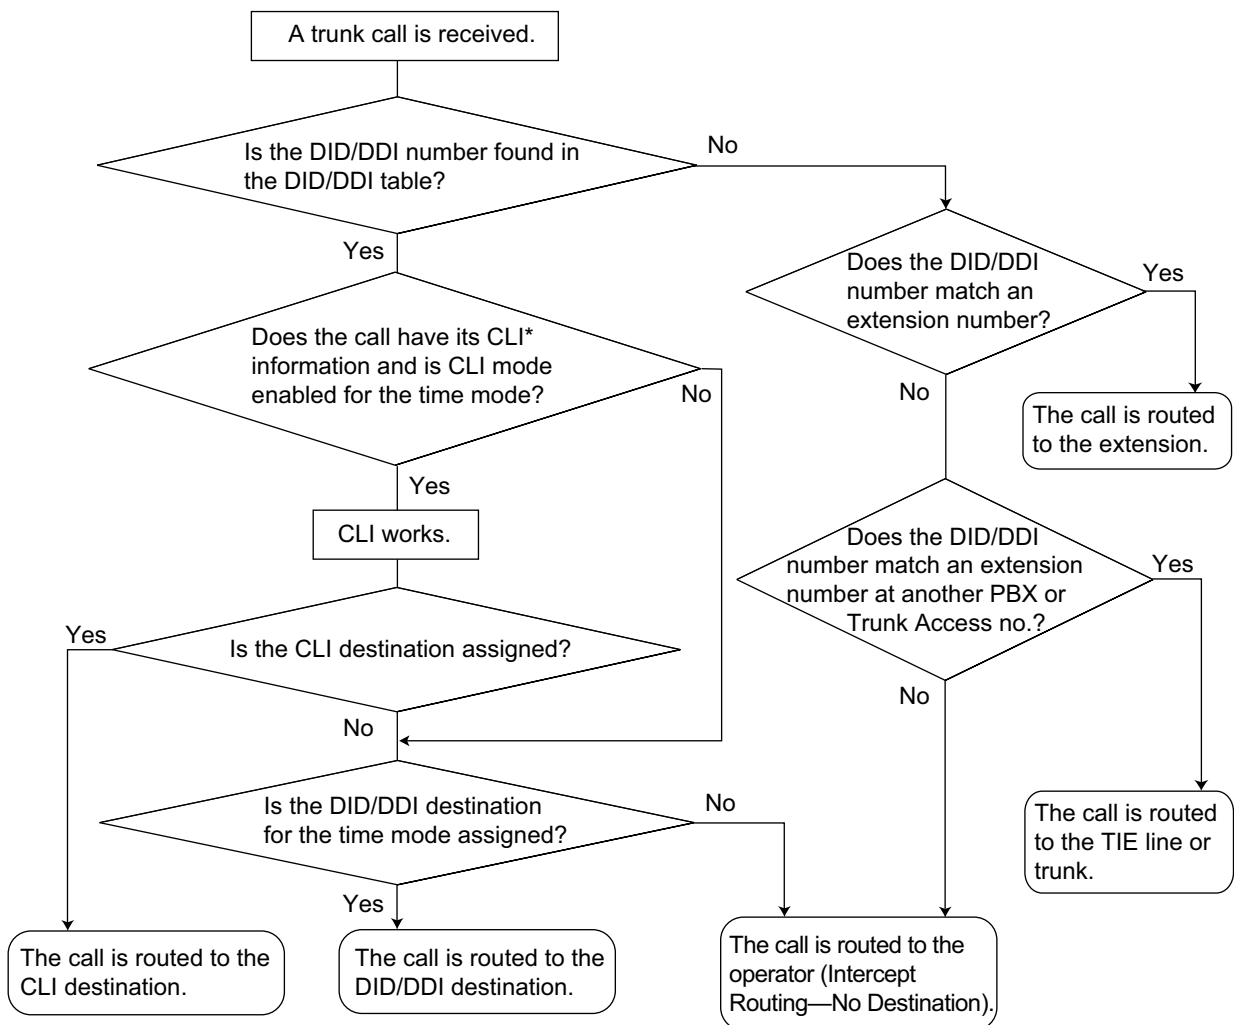 A trunk call is received.
Is the DID/DDI number found in
the DID/DDI table?
No
Yes
Does the DID/DDI
number match an
extension number?
Yes
No
The call is routed
to the extension.
Does the call have its CLI*
information and is CLI mode
enabled for the time mode?
No
Yes
CLI works.
Does the DID/DDI
number match an extension
number at another PBX or
Trunk Access no.?
Yes
No
Is the CLI destination assigned?
Yes
No
Is the DID/DDI destination
for the time mode assigned?
No
Yes
The call is routed
to the TIE line or
trunk.
The call is routed to the
CLI destination.
The call is routed to the
DID/DDI destination.
The call is routed to the
operator (Intercept
Routing—No Destination).